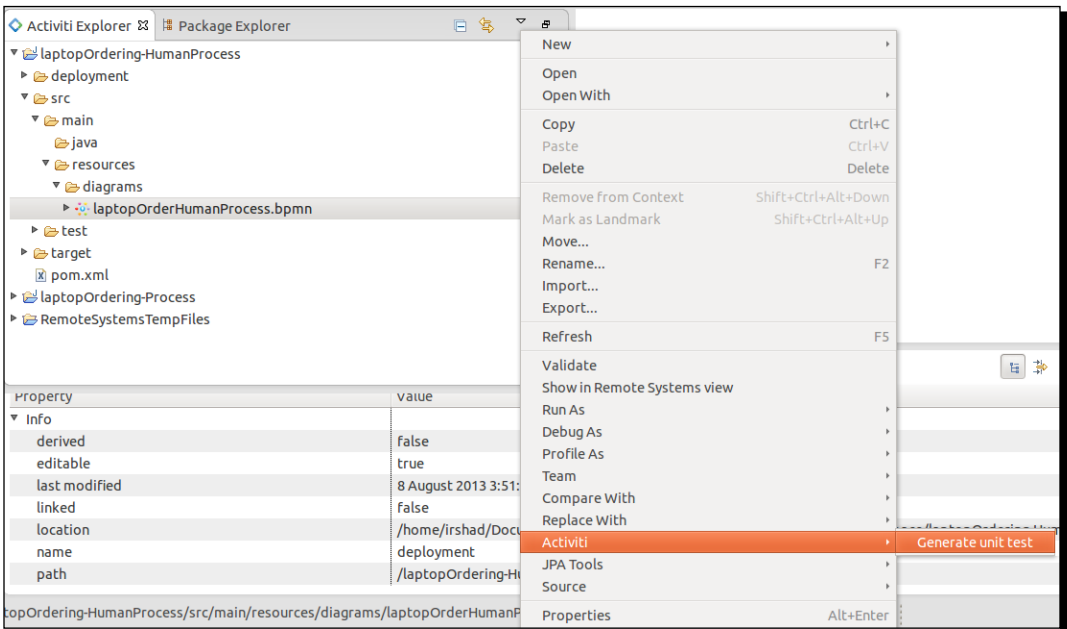 Activiti Explorer Package Explorer
laptopOrdering-HumanProcess
deployment
src
main
java
resources
diagrams
laptopOrderHumanProcess.bpmn
test
target
pom.xml
laptopOrdering-Process
RemoteSystemsTempFiles
New
Open
Open With
Copy Ctrl+C
Paste Ctrl+V
Delete Delete
Remove from Context Shift+Ctrl+Alt+Down
Mark as Landmark Shift+Ctrl+Alt+Up
Move...
Rename... F2
Import...
Export...
Refresh F5
Validate
Show in Remote Systems view
Run As
Debug As
Profile As
Team
Compare With
Replace With
Activiti
Generate unit test
JPA Tools
Source
Properties Alt+Enter
Property Value
Info
derived false
editable true
last modified 8 August 2013 3:51:
linked false
location /home/irshad/Docu
name deployment
path /laptopOrdering-Hu
topOrdering-HumanProcess/src/main/resources/diagrams/laptopOrderHumanP